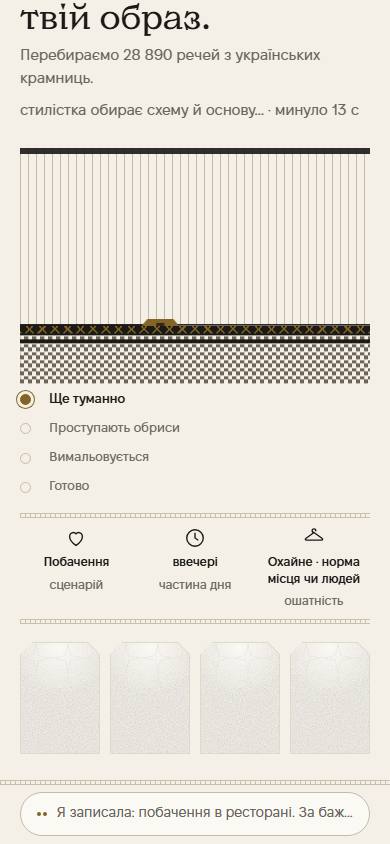 твій образ.
Перебираємо 28 890 речей з українських
крамниць.
стилістка обирає схему й основу... · минуло 13 с
Ще туманно
Проступають обриси
Вимальовується
Готово
Побачення
сценарій
ввечері
частина дня
Охайне · норма
місця чи людей
ошатність
Я записала: побачення в ресторані. За баж...